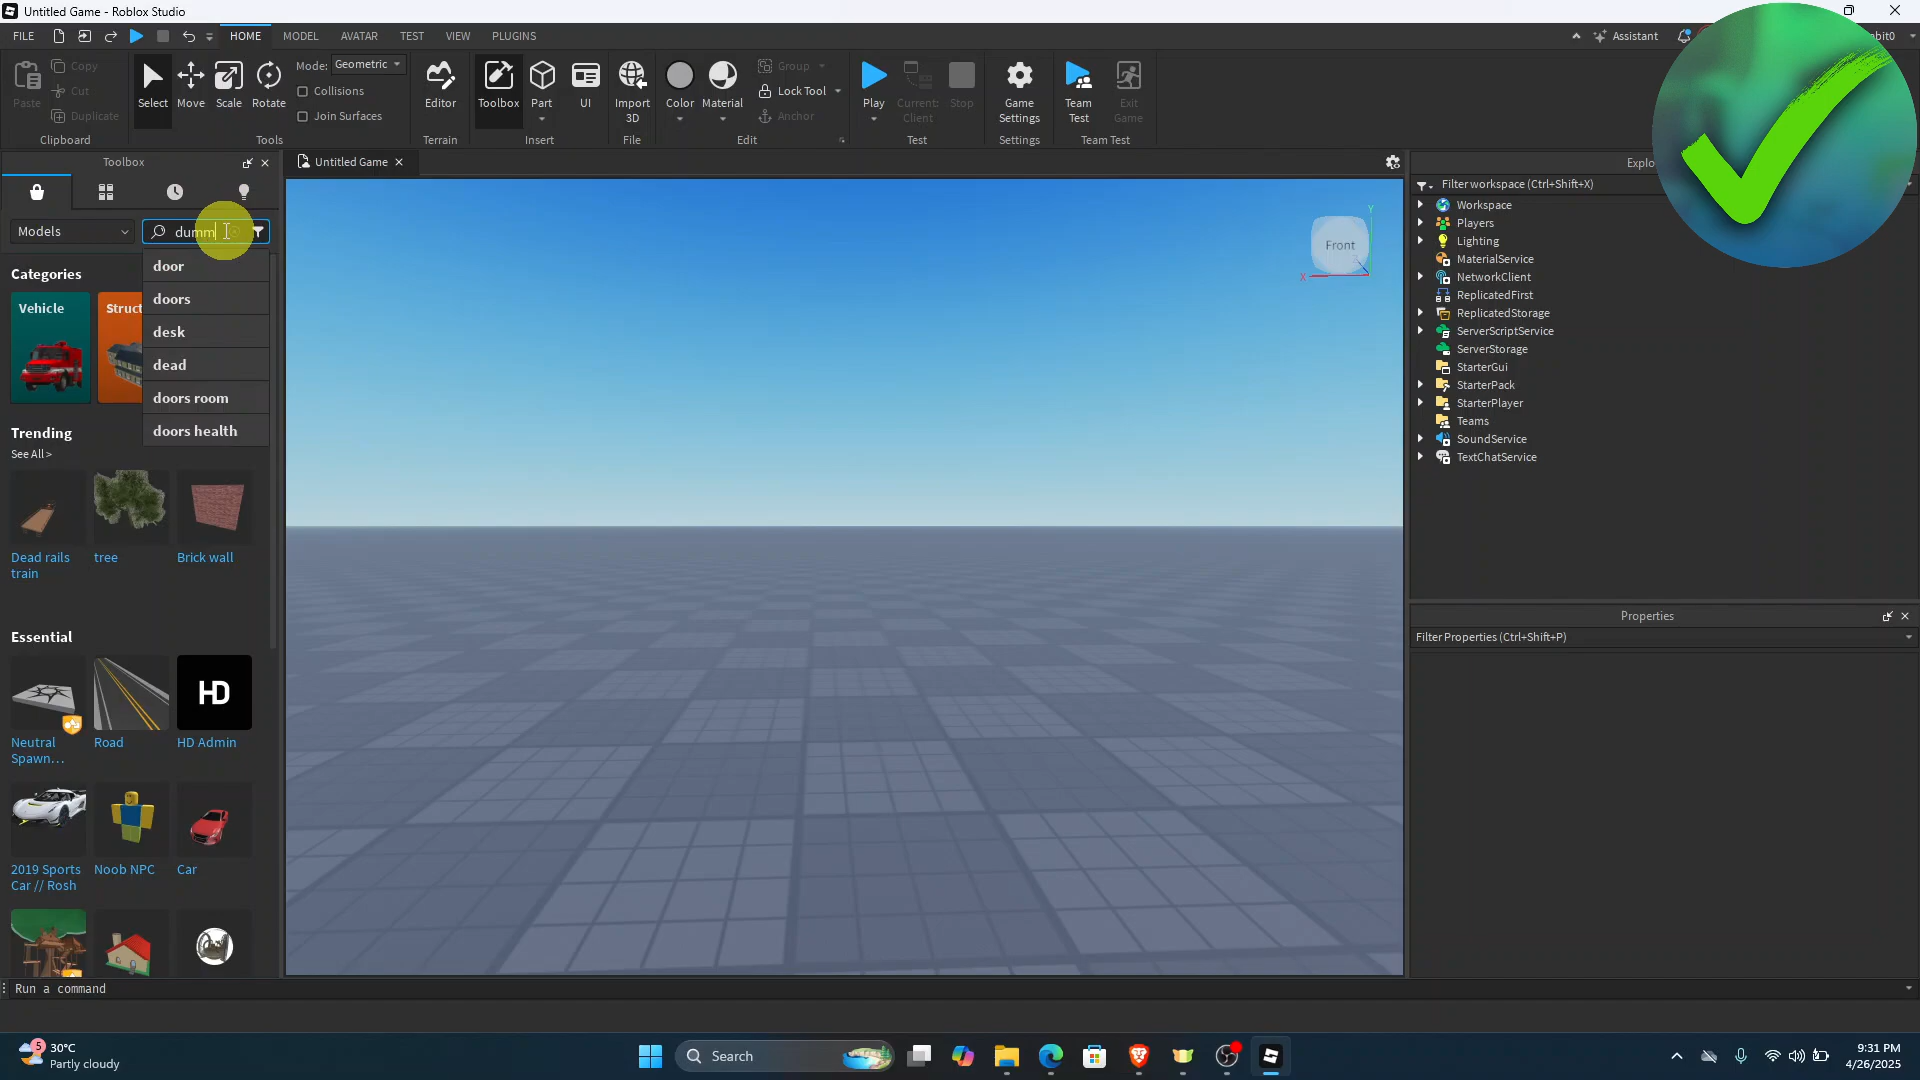 Untitled Game - Roblox Studio
FILE
HOME
MODEL
AVATAR
TEST
VIEW
PLUGINS
Assistant
Paste
Copy
Cut
Duplicate
Clipboard
Select
Move
Scale
Rotate
Mode: Geometric
Collisions
Join Surfaces
Tools
Editor
Terrain
Toolbox
Part
UI
Insert
Import
3D
File
Color
Material
Group
Lock Tool
Anchor
Edit
Play
Current:
Client
Stop
Test
Game
Settings
Settings
Team
Test
Exit
Game
Team Test
Toolbox
Models
dumm
door
doors
desk
dead
doors room
doors health
Categories
Vehicle
Struct
Trending
See All >
Dead rails
train
tree
Brick wall
Essential
Neutral
Spawn...
Road
HD
HD Admin
2019 Sports
Car // Rosh
Noob NPC
Car
Untitled Game
Front
Y
X
Z
Explo
Filter workspace (Ctrl+Shift+X)
Workspace
Players
Lighting
MaterialService
NetworkClient
ReplicatedFirst
ReplicatedStorage
ServerScriptService
ServerStorage
StarterGui
StarterPack
StarterPlayer
Teams
SoundService
TextChatService
Properties
Filter Properties (Ctrl+Shift+P)
Run a command
5
30°C
Partly cloudy
Search
9:31 PM
4/26/2025